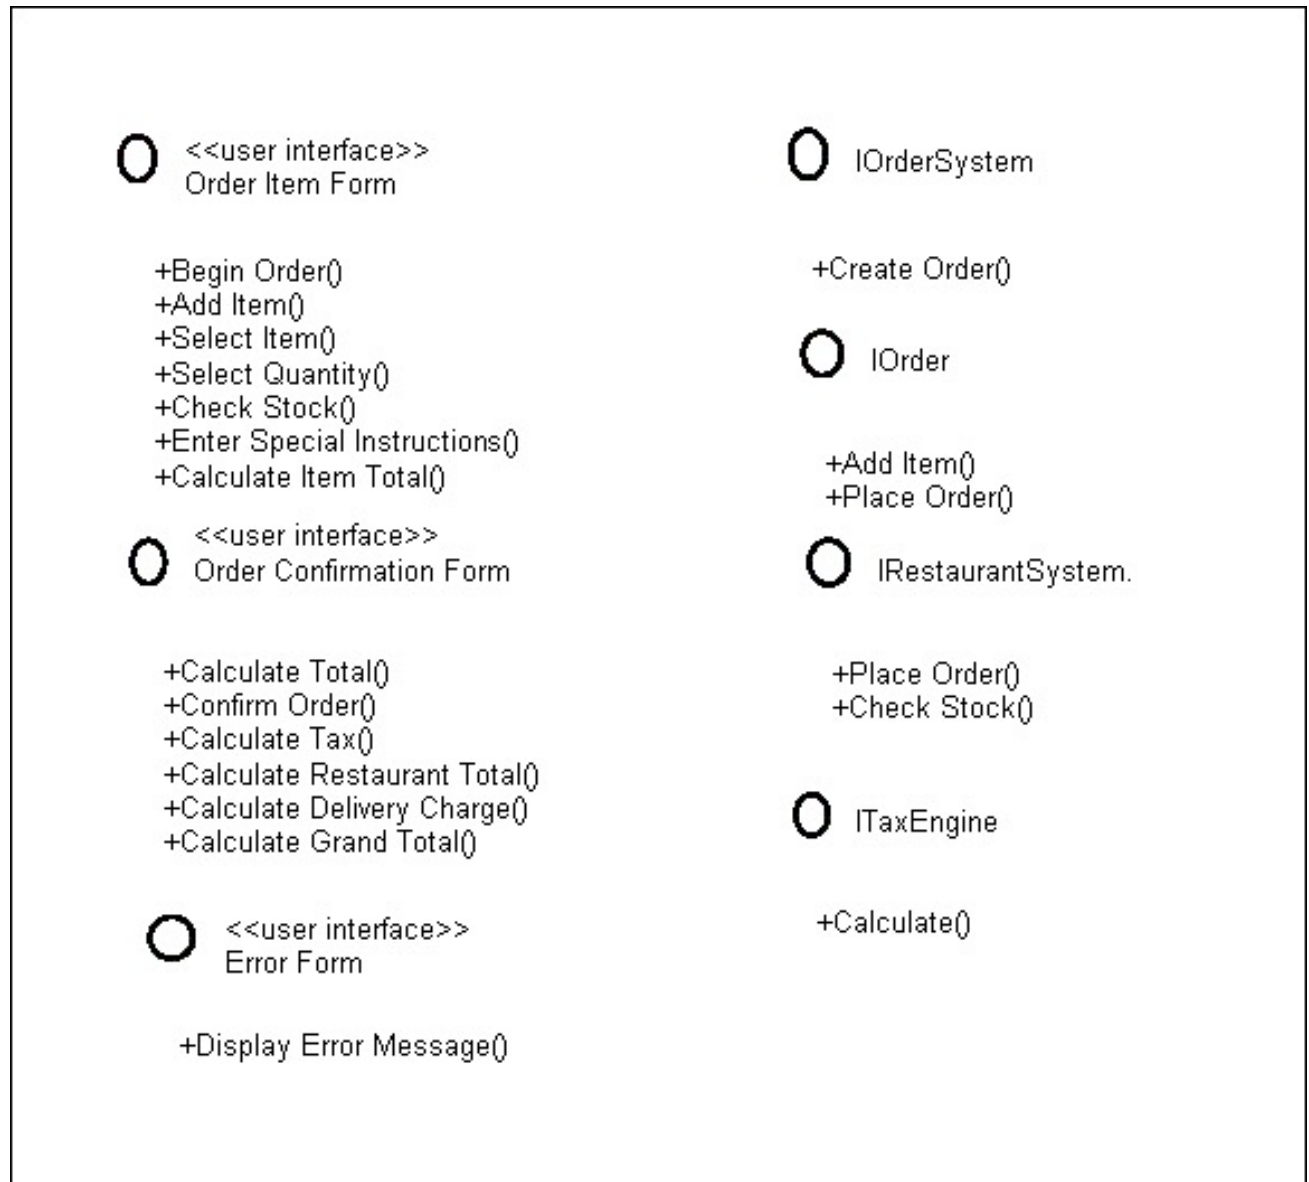 <<user interface>>
Order Item Form
+Begin Order()
+Add Item()
+Select Item()
+Select Quantity()
+Check Stock()
+Enter Special Instructions()
+Calculate Item Total()
<<user interface>>
Order Confirmation Form
+Calculate Total()
+Confirm Order()
+Calculate Tax()
+Calculate Restaurant Total()
+Calculate Delivery Charge()
+Calculate Grand Total()
<<user interface>>
Error Form
+Display Error Message()
IOrderSystem
+Create Order()
IOrder
+Add Item()
+Place Order()
IRestaurantSystem.
+Place Order()
+Check Stock()
ITaxEngine
+Calculate()